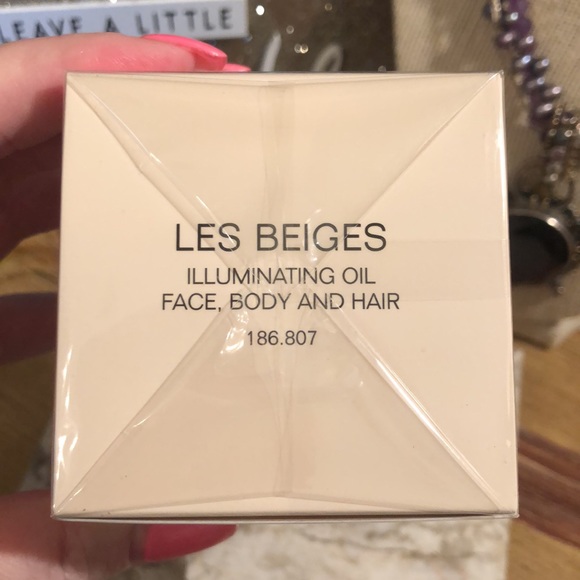 LEAVE A LITTLE
LES BEIGES
ILLUMINATING OIL
FACE, BODY AND HAIR
186.807